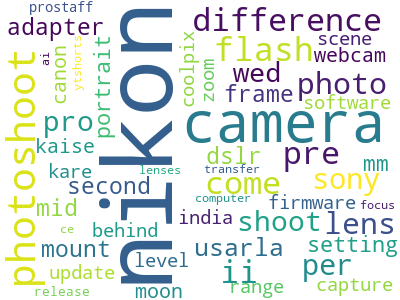 prostaff
adapter
difference
ai
ytshorts
canon
portrait
coolpix
zoom
flash
scene
webcam
wed
photo
frame
software
photoshoot
nikon
camera
pro
kaise
dslr
pre
kare
lenses
transfer
mm
second
come
sony
computer
mid
india
firmware
focus
shoot
lens
ce
behind
mount
level
usarla
setting
update
ii
per
release
moon
range
capture